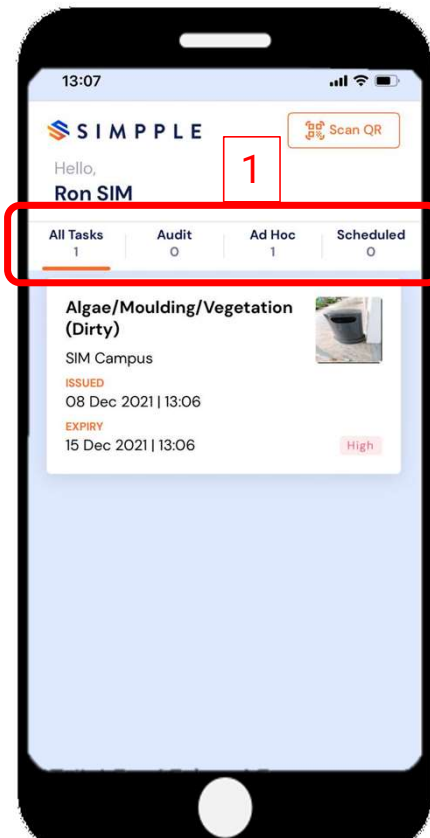 13:07
SIMPPLE
Scan QR
Hello,
1
Ron SIM
All Tasks Audit Ad Hoc Scheduled
1 0 1 0
Algae/Moulding/Vegetation
(Dirty)
SIM Campus
ISSUED
08 Dec 2021 | 13:06
EXPIRY
15 Dec 2021 | 13:06
High